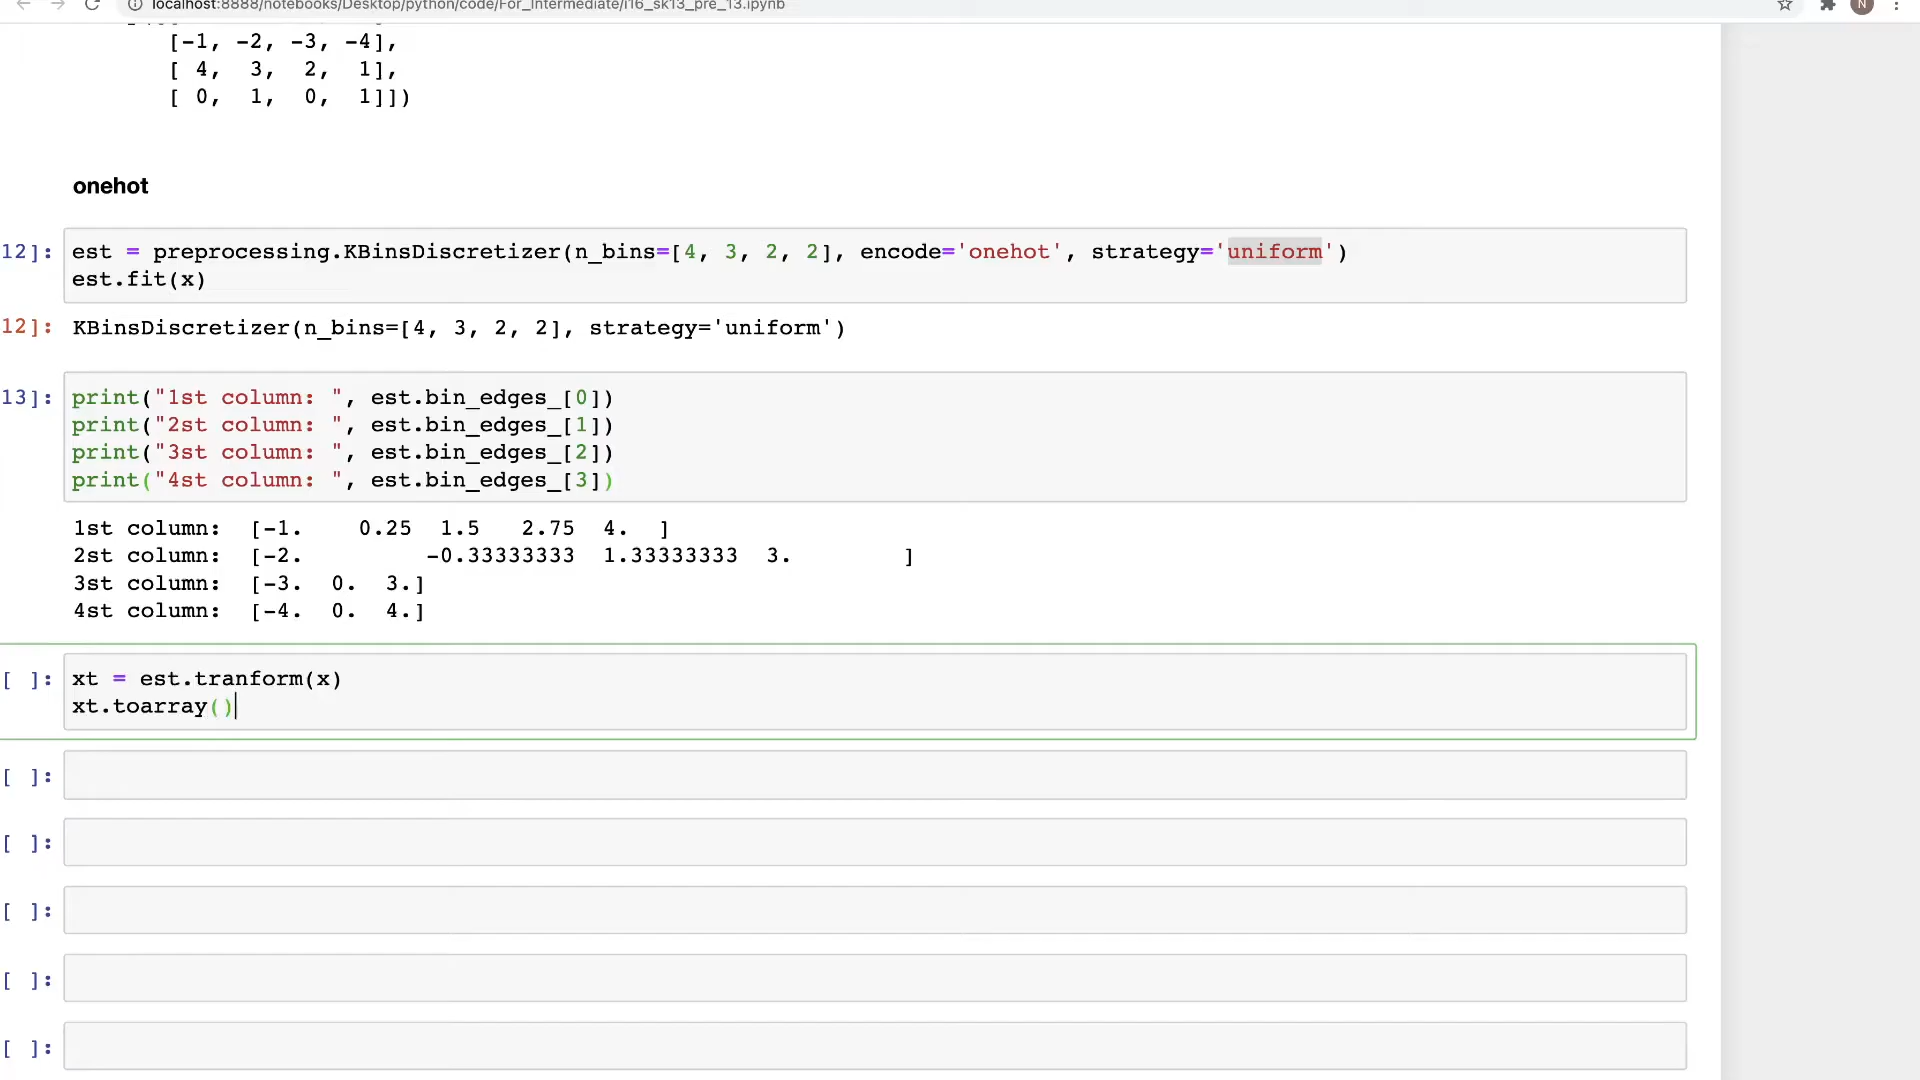 localhost:8888/notebooks/Desktop/python/code/For_Intermediate/i16_sk13_pre_13.ipynb
N
[-1, -2, -3, -4],
[ 4,  3,  2,  1],
[ 0,  1,  0,  1]])
onehot
12]: est = preprocessing.KBinsDiscretizer(n_bins=[4, 3, 2, 2], encode='onehot', strategy='uniform')
est.fit(x)
12]: KBinsDiscretizer(n_bins=[4, 3, 2, 2], strategy='uniform')
13]: print("1st column: ", est.bin_edges_[0])
print("2st column: ", est.bin_edges_[1])
print("3st column: ", est.bin_edges_[2])
print("4st column: ", est.bin_edges_[3])
1st column:  [-1.    0.25  1.5   2.75  4.  ]
2st column:  [-2.         -0.33333333  1.33333333  3.        ]
3st column:  [-3.  0.  3.]
4st column:  [-4.  0.  4.]
[ ]: xt = est.tranform(x)
xt.toarray()
[ ]:
[ ]:
[ ]:
[ ]:
[ ]: